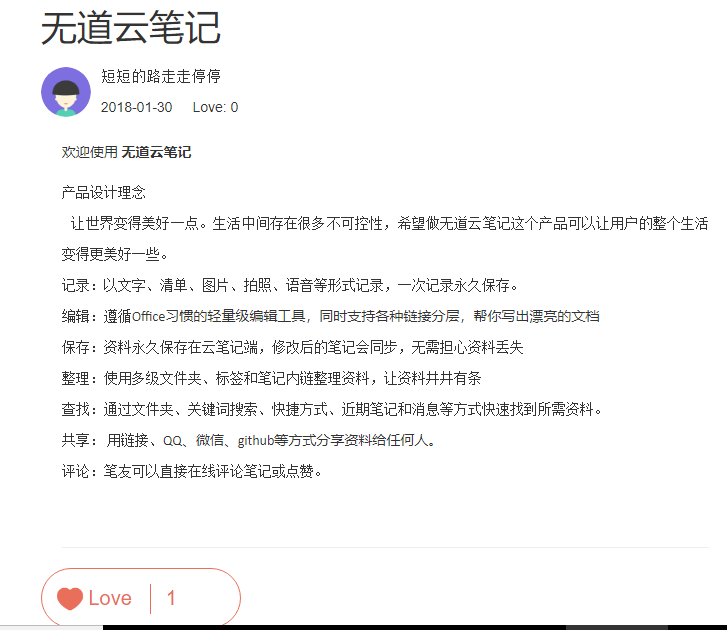 无道云笔记
短短的路走走停停
2018-01-30 Love: 0
欢迎使用 无道云笔记
产品设计理念
让世界变得美好一点。生活中间存在很多不可控性，希望做无道云笔记这个产品可以让用户的整个生活
变得更美好一些。
记录：以文字、清单、图片、拍照、语音等形式记录，一次记录永久保存。
编辑：遵循Office习惯的轻量级编辑工具，同时支持各种链接分层，帮你写出漂亮的文档
保存：资料永久保存在云笔记端，修改后的笔记会同步，无需担心资料丢失
整理：使用多级文件夹、标签和笔记内链整理资料，让资料井井有条
查找：通过文件夹、关键词搜索、快捷方式、近期笔记和消息等方式快速找到所需资料。
共享： 用链接、QQ、微信、github等方式分享资料给任何人。
评论：笔友可以直接在线评论笔记或点赞。
Love 1